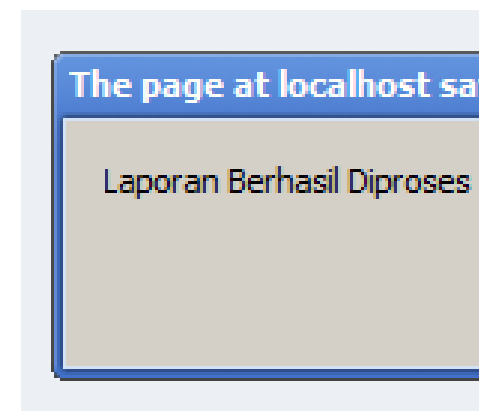 The page at localhost sa
Laporan Berhasil Diproses